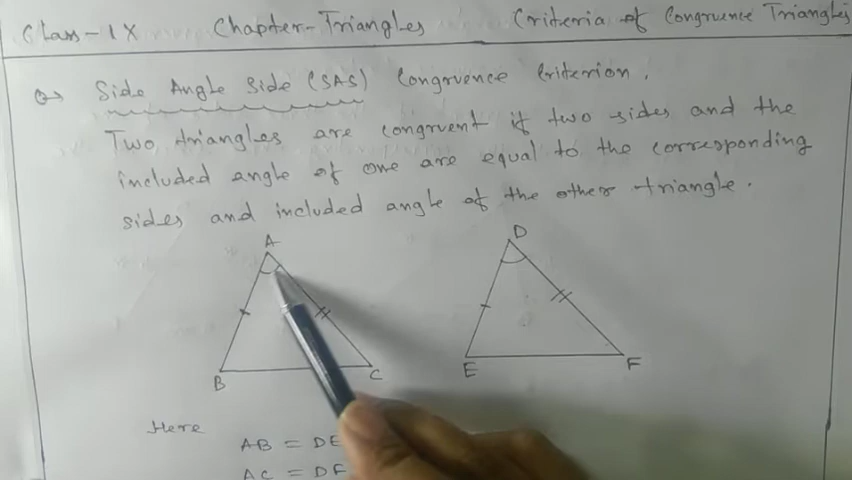 Class-IX Chapter-Triangles Criteria of Congruence Triangles
Q→ Side Angle Side (SAS) Congruence Criterion.
Two triangles are congruent if two sides and the
included angle of one are equal to the corresponding
sides and included angle of the other triangle.
A D
B C E F
Here
AB = DE
AC = DF